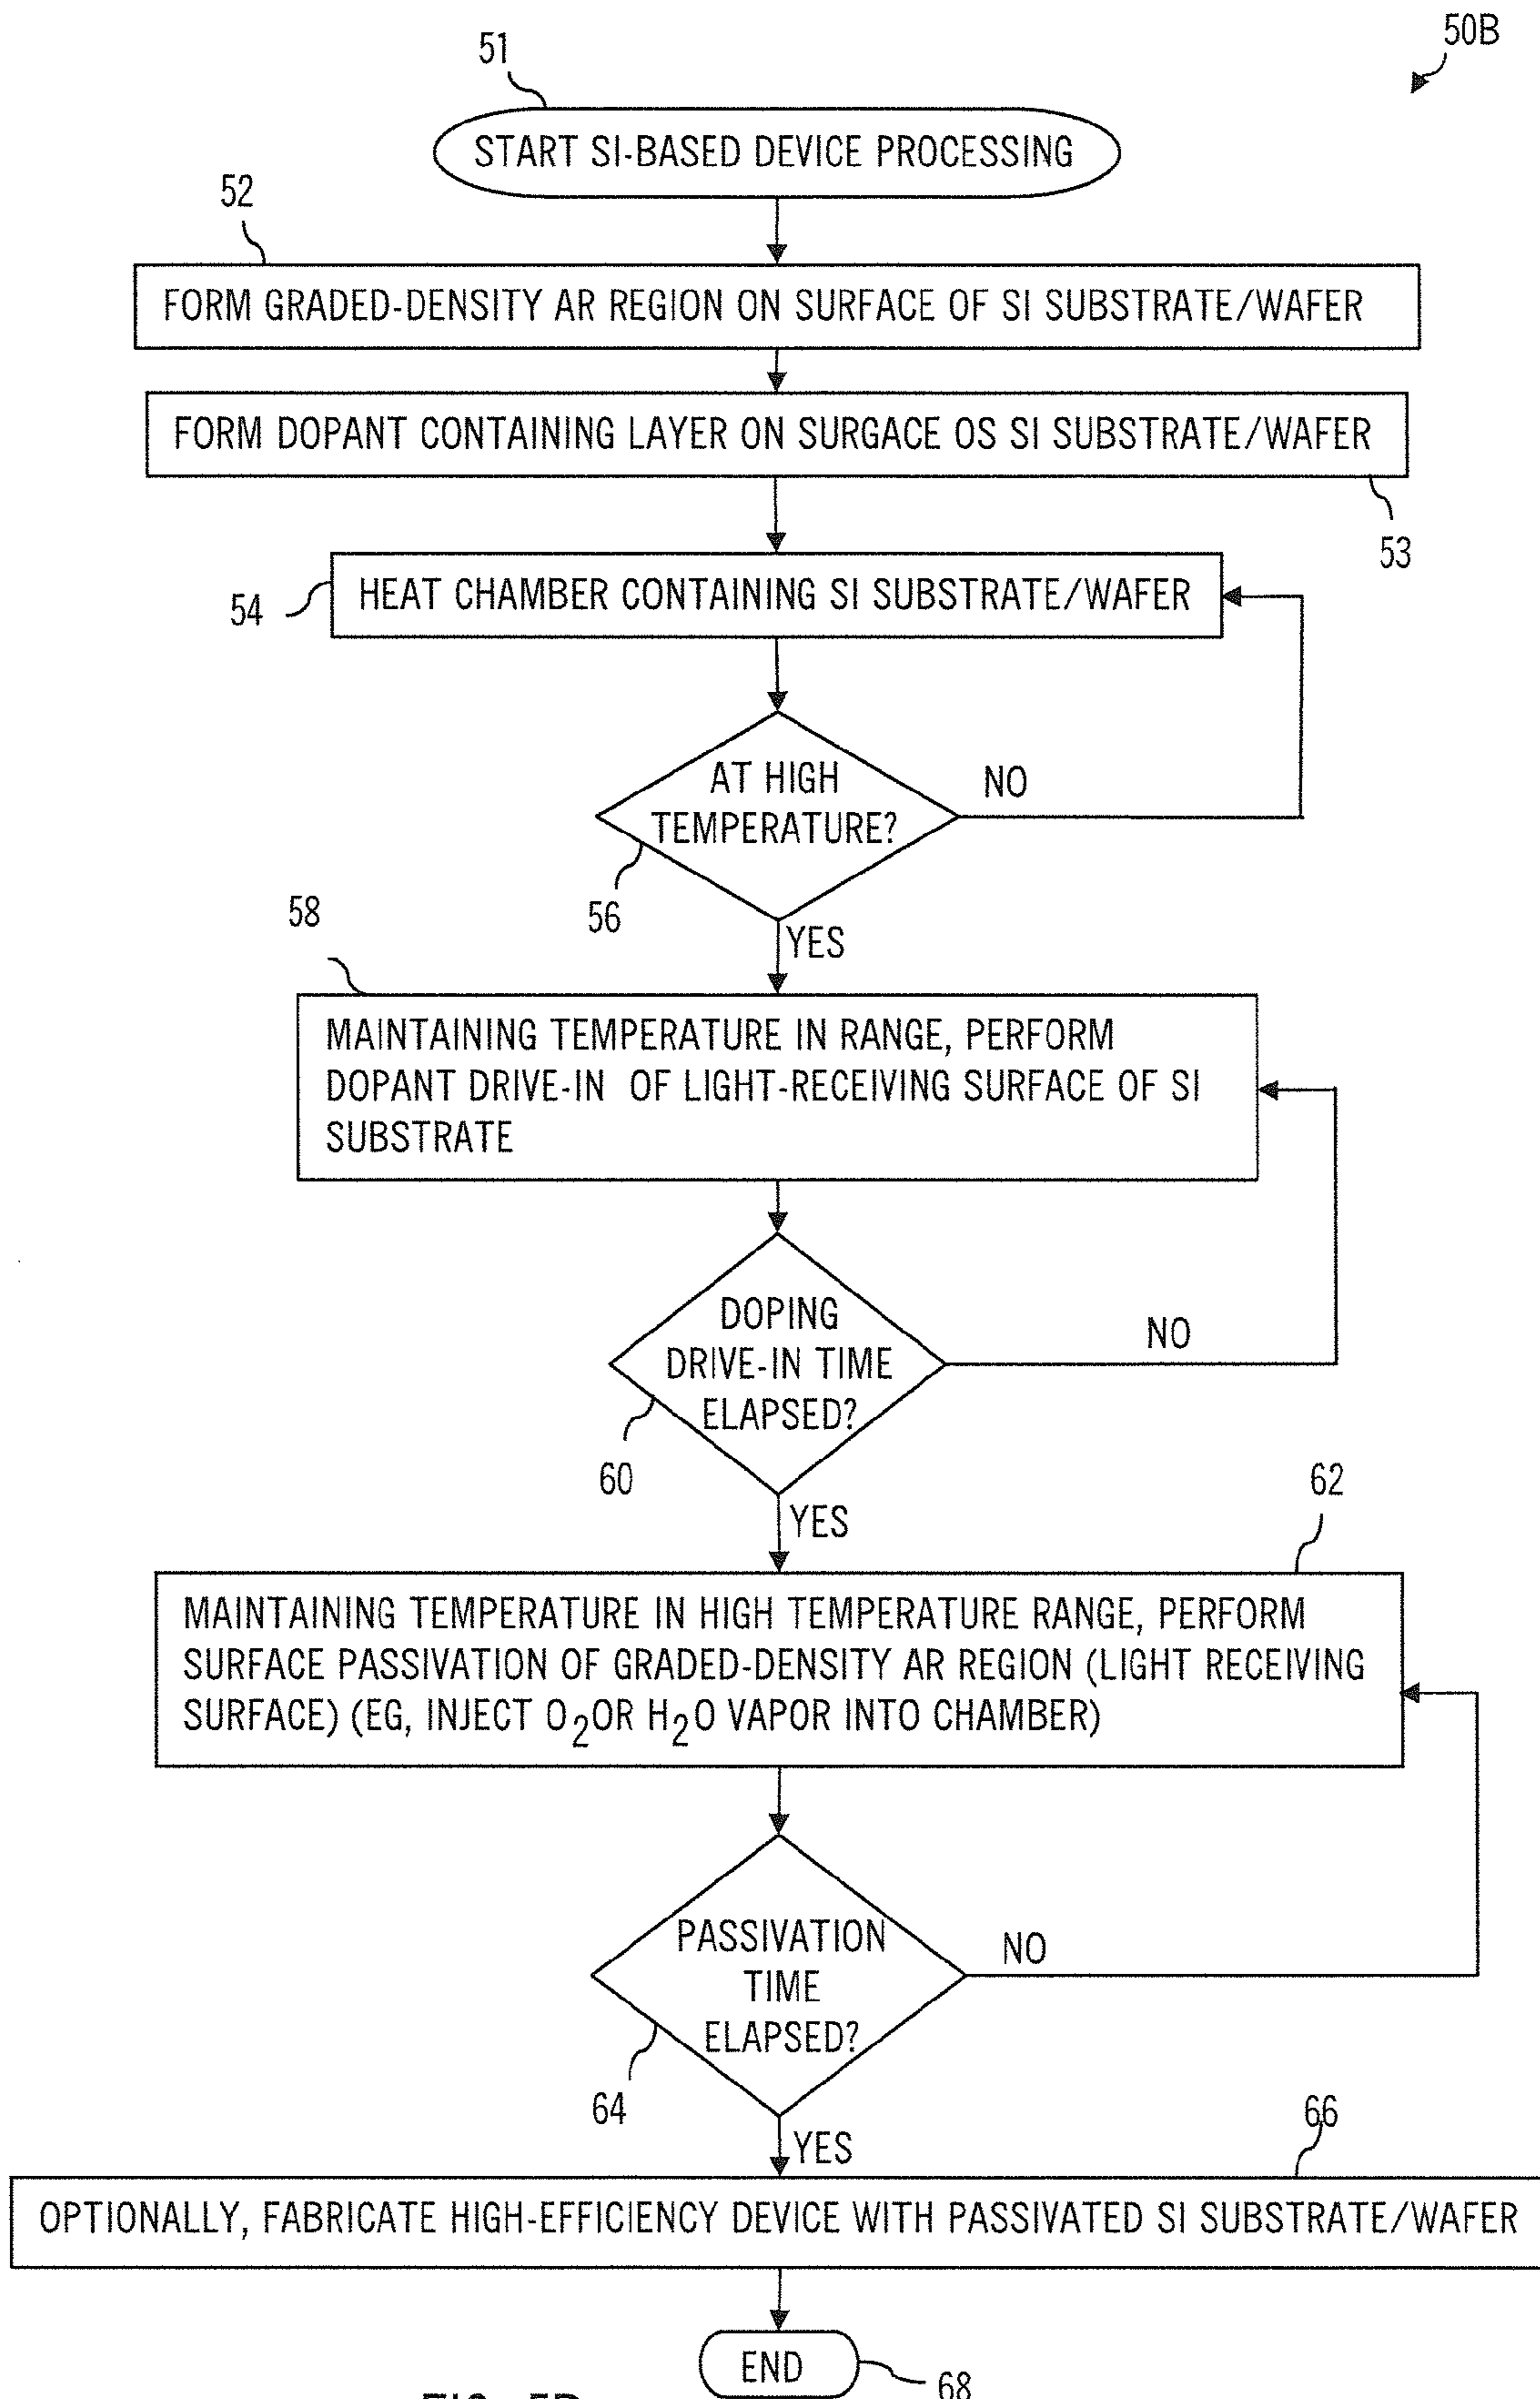 50B
51
START SI-BASED DEVICE PROCESSING
52
FORM GRADED-DENSITY AR REGION ON SURFACE OF SI SUBSTRATE/WAFER
FORM DOPANT CONTAINING LAYER ON SURGACE OS SI SUBSTRATE/WAFER
53
54
HEAT CHAMBER CONTAINING SI SUBSTRATE/WAFER
AT HIGH
TEMPERATURE?
NO
56
YES
58
MAINTAINING TEMPERATURE IN RANGE, PERFORM
DOPANT DRIVE-IN OF LIGHT-RECEIVING SURFACE OF SI
SUBSTRATE
DOPING
DRIVE-IN TIME
ELAPSED?
NO
60
YES
62
MAINTAINING TEMPERATURE IN HIGH TEMPERATURE RANGE, PERFORM
SURFACE PASSIVATION OF GRADED-DENSITY AR REGION (LIGHT RECEIVING
SURFACE) (EG, INJECT O2OR H2O VAPOR INTO CHAMBER)
PASSIVATION
TIME
ELAPSED?
NO
64
YES
66
OPTIONALLY, FABRICATE HIGH-EFFICIENCY DEVICE WITH PASSIVATED SI SUBSTRATE/WAFER
END
68